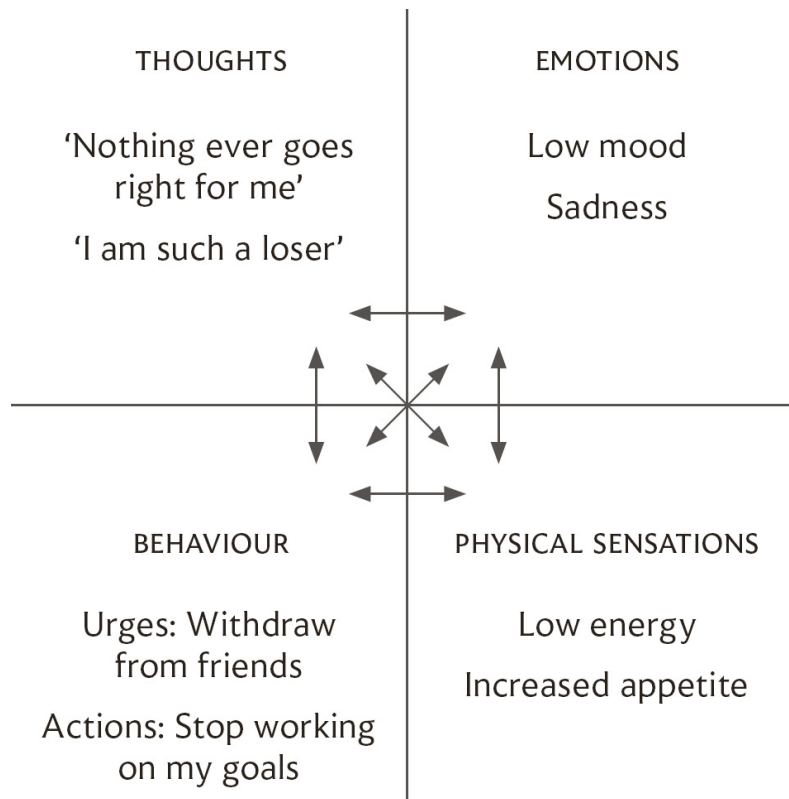 THOUGHTS
‘Nothing ever goes
right for me’
‘I am such a loser’
EMOTIONS
Low mood
Sadness
BEHAVIOUR
Urges: Withdraw
from friends
Actions: Stop working
on my goals
PHYSICAL SENSATIONS
Low energy
Increased appetite